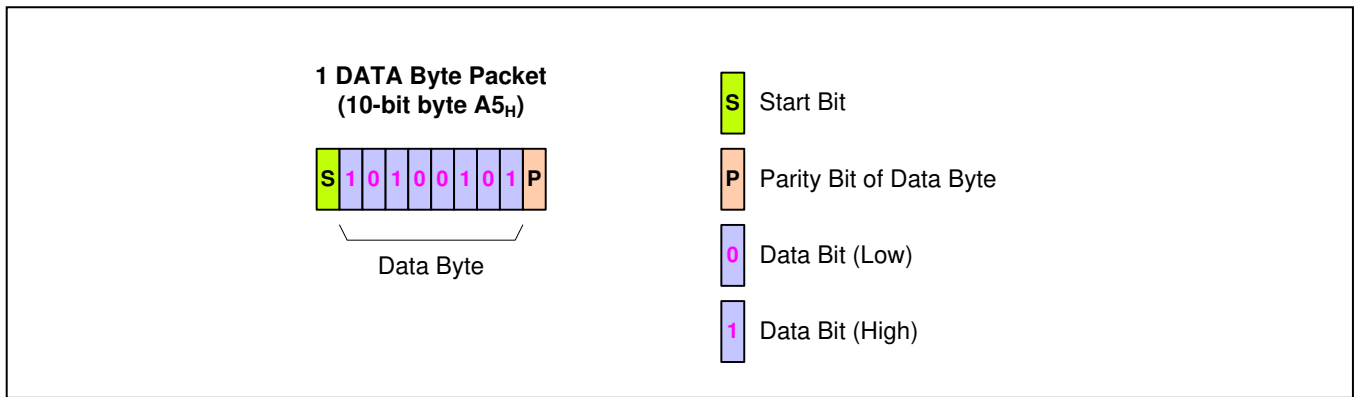 1 DATA Byte Packet
(10-bit byte A5H)
S 1 0 1 0 0 1 0 1 P
Data Byte
S Start Bit
P Parity Bit of Data Byte
0 Data Bit (Low)
1 Data Bit (High)